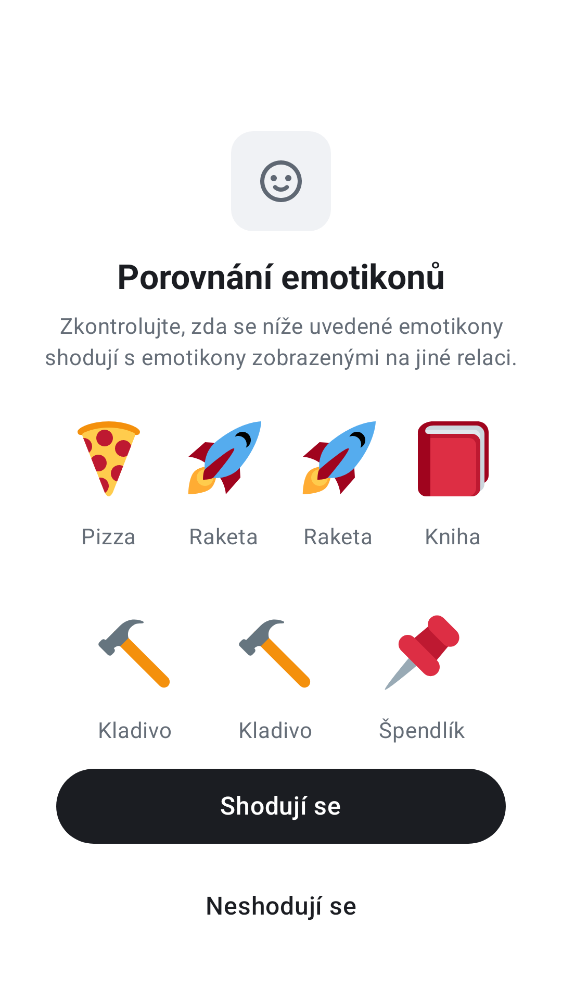 Porovnání emotikonů
Zkontrolujte, zda se níže uvedené emotikony
shodují s emotikony zobrazenými na jiné relaci.
Pizza
Raketa
Raketa
Kniha
Kladivo
Kladivo
Špendlík
Shodují se
Neshodují se